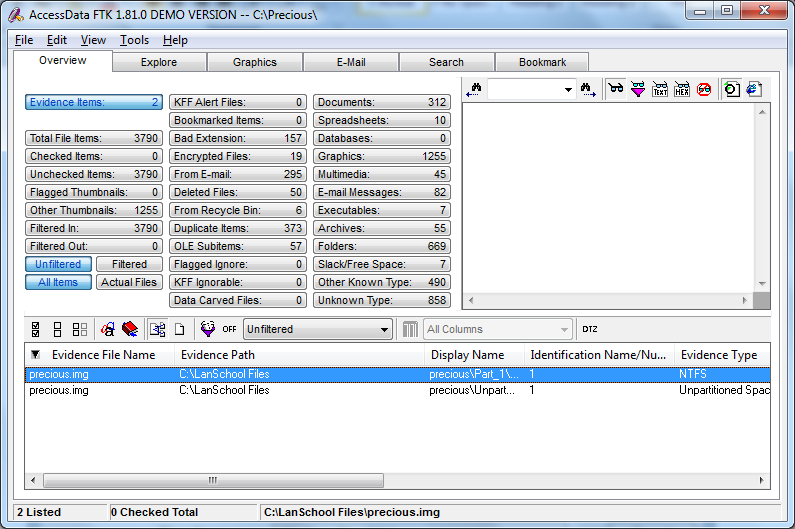 AccessData FTK 1.81.0 DEMO VERSION -- C:\Precious\
File Edit View Tools Help
Overview Explore Graphics E-Mail Search Bookmark
Evidence Items: 2
Total File Items: 3790
Checked Items: 0
Unchecked Items: 3790
Flagged Thumbnails: 0
Other Thumbnails: 1255
Filtered In: 3790
Filtered Out: 0
Unfiltered Filtered
All Items Actual Files
KFF Alert Files: 0
Bookmarked Items: 0
Bad Extension: 157
Encrypted Files: 19
From E-mail: 295
Deleted Files: 50
From Recycle Bin: 6
Duplicate Items: 373
OLE Subitems: 57
Flagged Ignore: 0
KFF Ignorable: 0
Data Carved Files: 0
Documents: 312
Spreadsheets: 10
Databases: 0
Graphics: 1255
Multimedia: 45
E-mail Messages: 82
Executables: 7
Archives: 55
Folders: 669
Slack/Free Space: 7
Other Known Type: 490
Unknown Type: 858
TEXT HEX
OFF Unfiltered All Columns DTZ
Evidence File Name Evidence Path Display Name Identification Name/Nu... Evidence Type
precious.img C:\LanSchool Files precious\Part_1\... 1 NTFS
precious.img C:\LanSchool Files precious\Unpart... 1 Unpartitioned Spac
2 Listed 0 Checked Total C:\LanSchool Files\precious.img